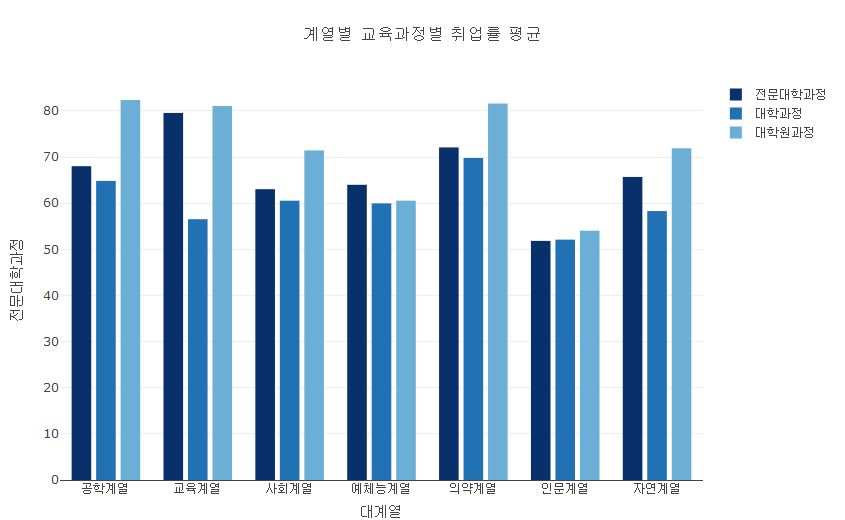 계열별 교육과정별 취업률 평균
전문대학과정
대학과정
대학원과정
80
70
60
50
40
30
20
10
0
전문대학과정
공학계열 교육계열 사회계열 예체능계열 의약계열 인문계열 자연계열
대계열